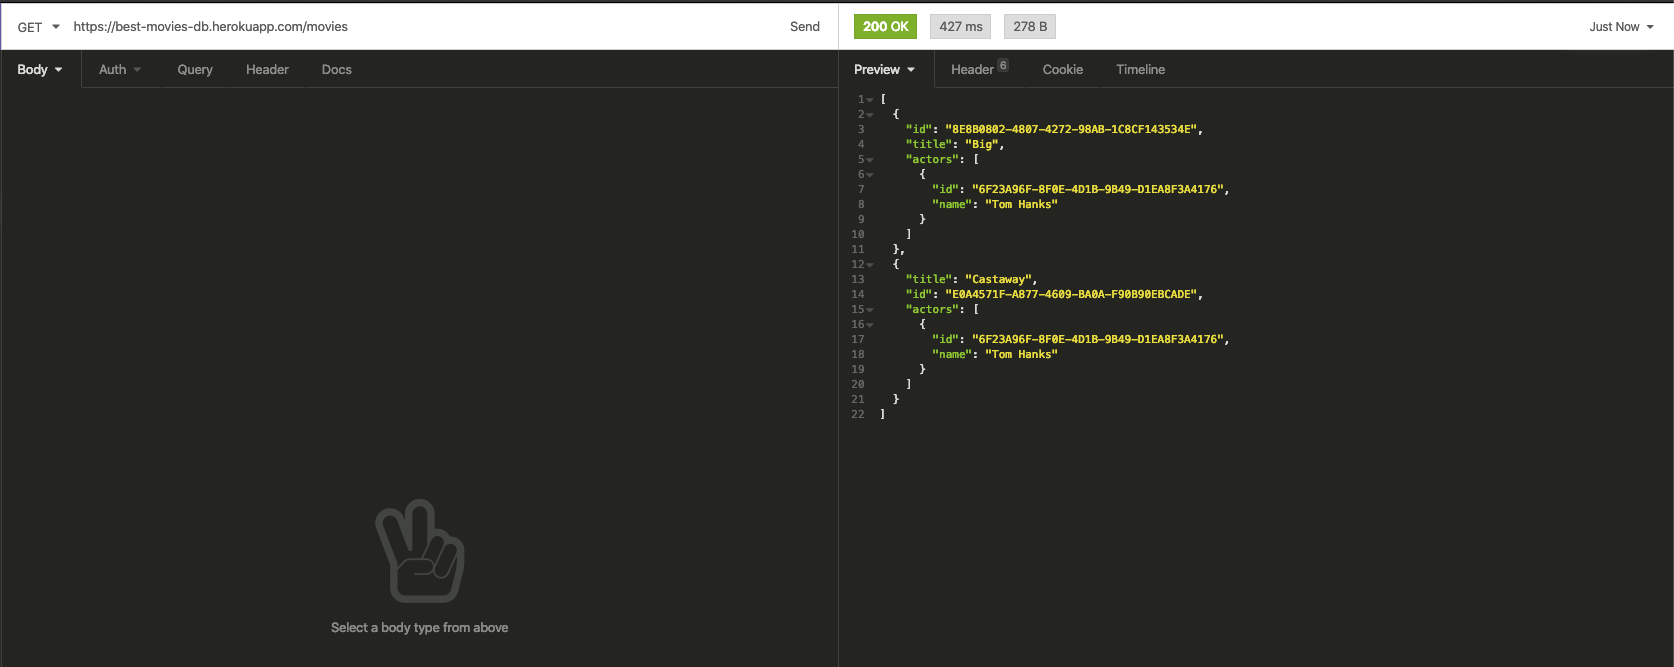 GET https://best-movies-db.herokuapp.com/movies Send
200 OK 427 ms 278 B Just Now
Body Auth Query Header Docs
Preview Header 6 Cookie Timeline
1 [
2 {
3 "id": "8E8B0802-4807-4272-98AB-1C8CF143534E",
4 "title": "Big",
5 "actors": [
6 {
7 "id": "6F23A96F-8F0E-4D1B-9B49-D1EA8F3A4176",
8 "name": "Tom Hanks"
9 }
10 ]
11 },
12 {
13 "title": "Castaway",
14 "id": "E0A4571F-A877-4609-BA0A-F90B90EBCADE",
15 "actors": [
16 {
17 "id": "6F23A96F-8F0E-4D1B-9B49-D1EA8F3A4176",
18 "name": "Tom Hanks"
19 }
20 ]
21 }
22 ]
Select a body type from above